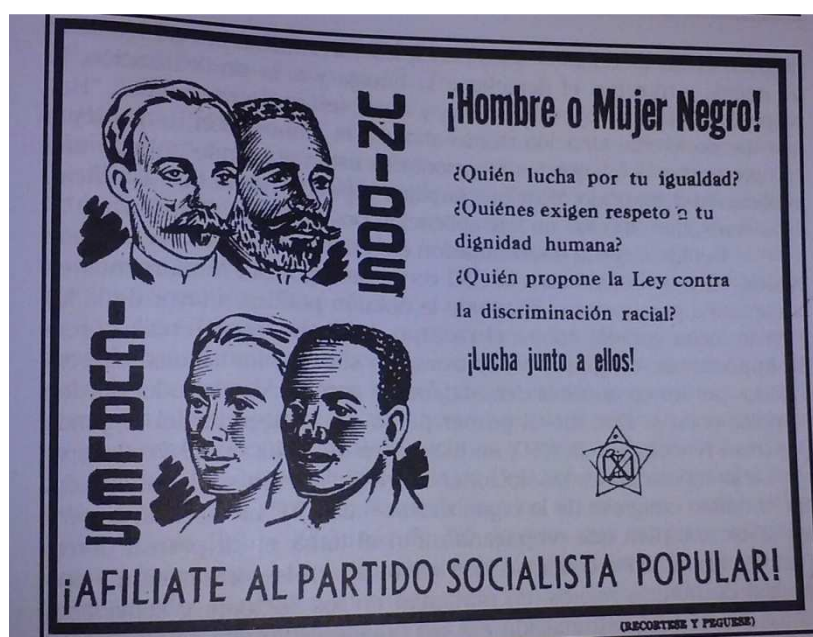 UNIDOS
IGUALES
¡Hombre o Mujer Negro!
¿Quién lucha por tu igualdad?
¿Quiénes exigen respeto a tu
dignidad humana?
¿Quién propone la Ley contra
la discriminación racial?
¡Lucha junto a ellos!
¡AFILIATE AL PARTIDO SOCIALISTA POPULAR!
(RECORTESE Y PEGUESE)